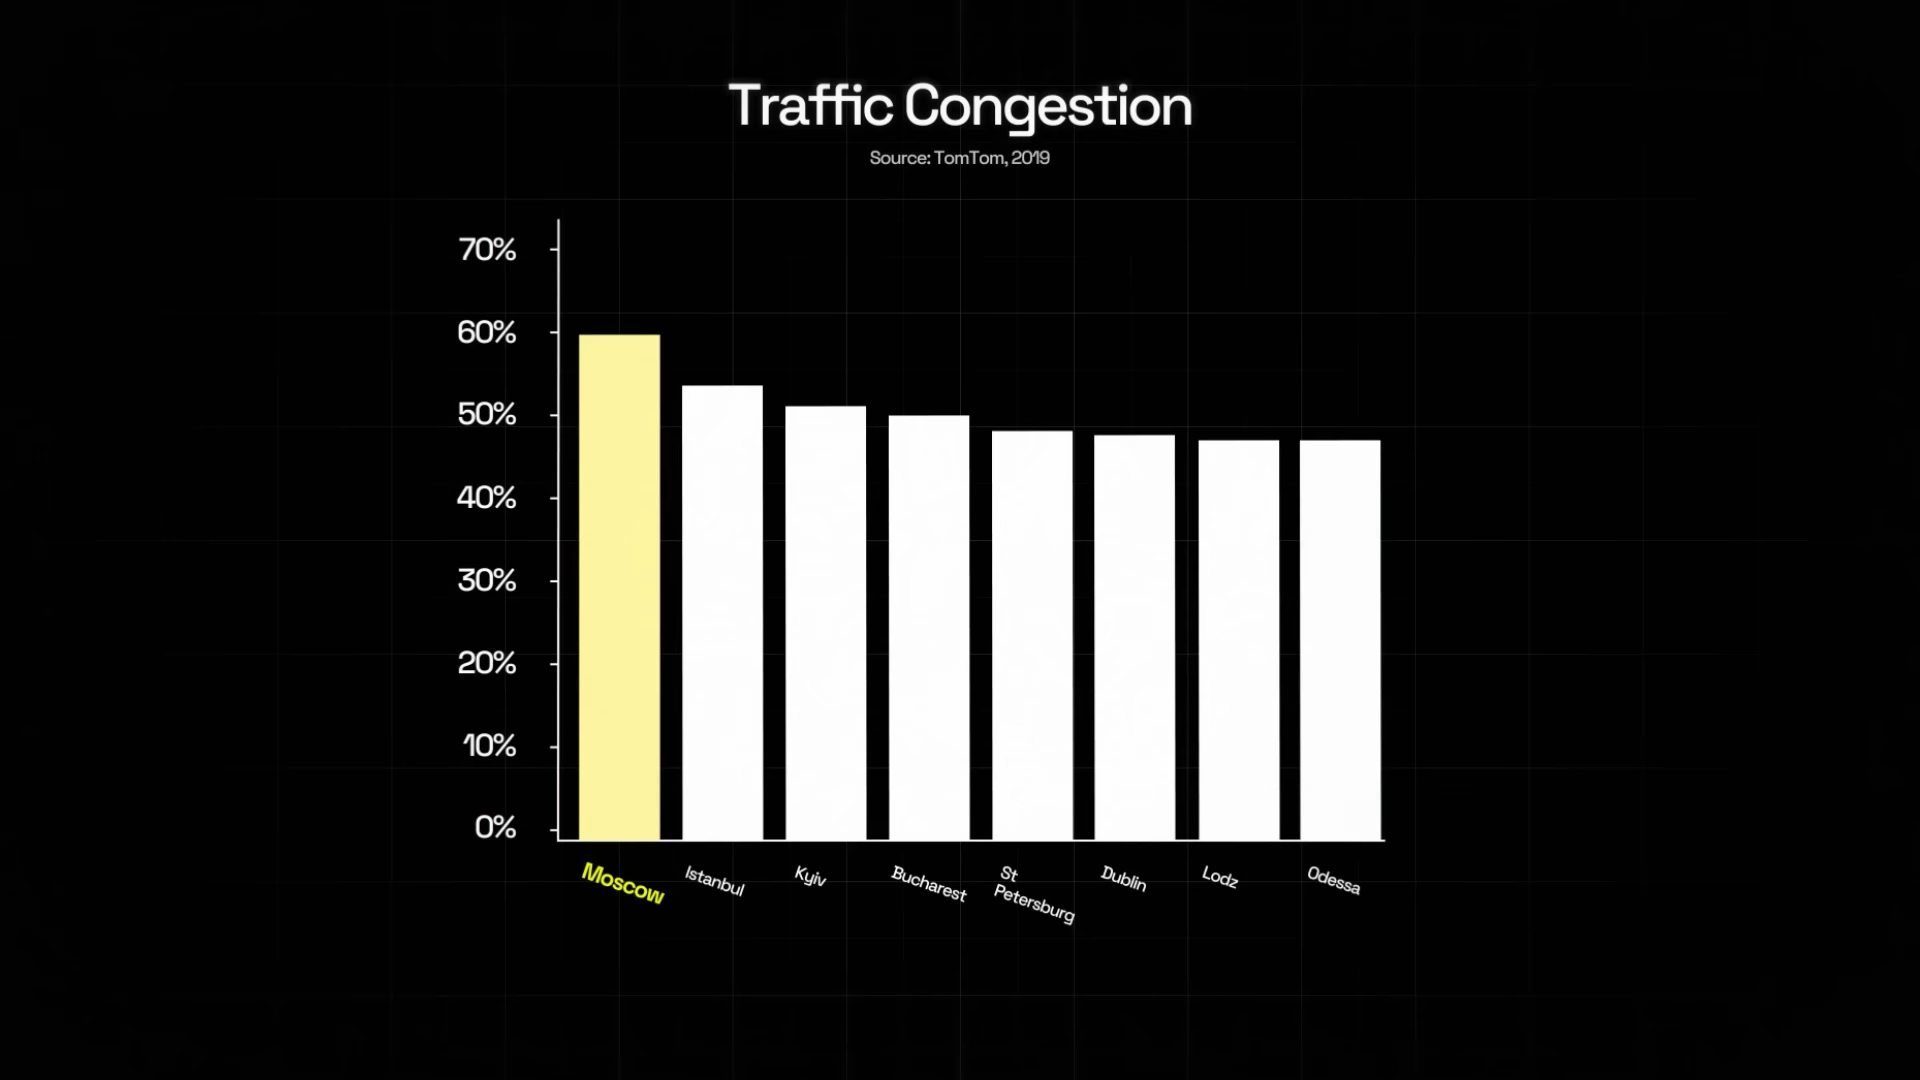 Traffic Congestion
Source: TomTom, 2019
70%
60%
50%
40%
30%
20%
10%
0%
Moscow
Istanbul
Kyiv
Bucharest
St
Petersburg
Dublin
Lodz
Odessa